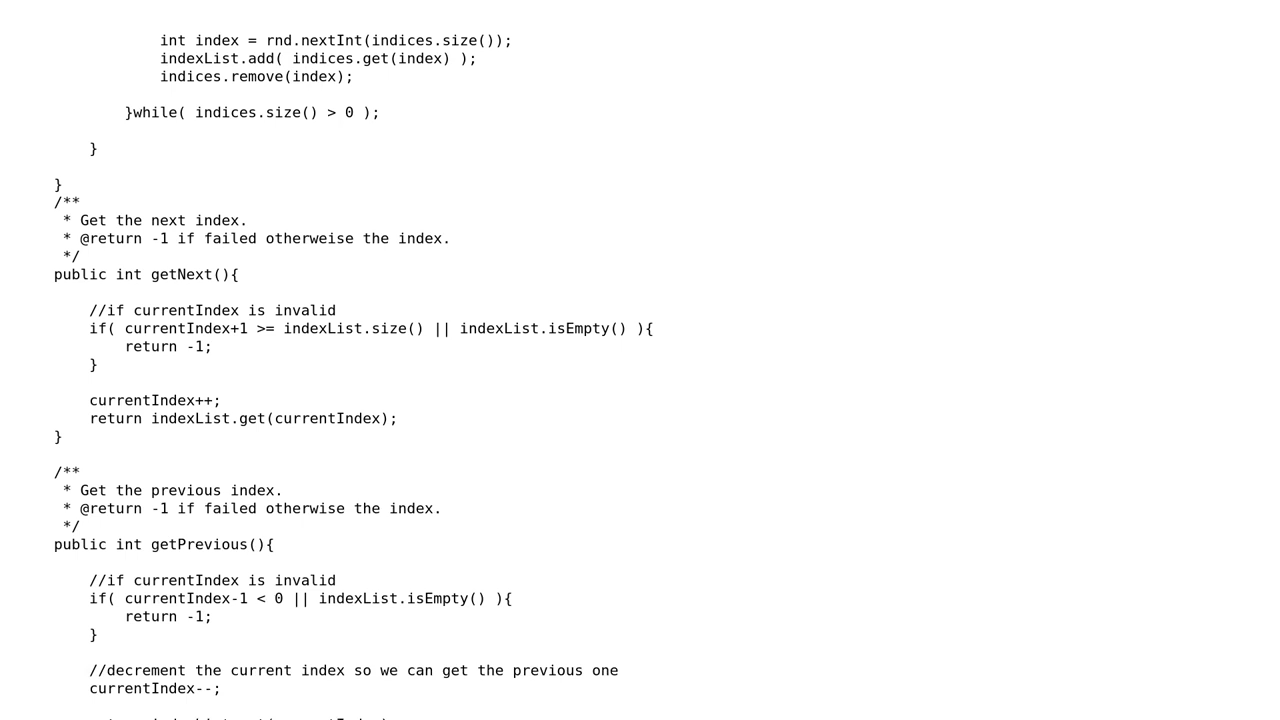 int index = rnd.nextInt(indices.size());
indexList.add( indices.get(index) );
indices.remove(index);
}while( indices.size() > 0 );
}
}
/**
* Get the next index.
* @return -1 if failed otherweise the index.
*/
public int getNext(){
//if currentIndex is invalid
if( currentIndex+1 >= indexList.size() || indexList.isEmpty() ){
return -1;
}
currentIndex++;
return indexList.get(currentIndex);
}
/**
* Get the previous index.
* @return -1 if failed otherwise the index.
*/
public int getPrevious(){
//if currentIndex is invalid
if( currentIndex-1 < 0 || indexList.isEmpty() ){
return -1;
}
//decrement the current index so we can get the previous one
currentIndex--;